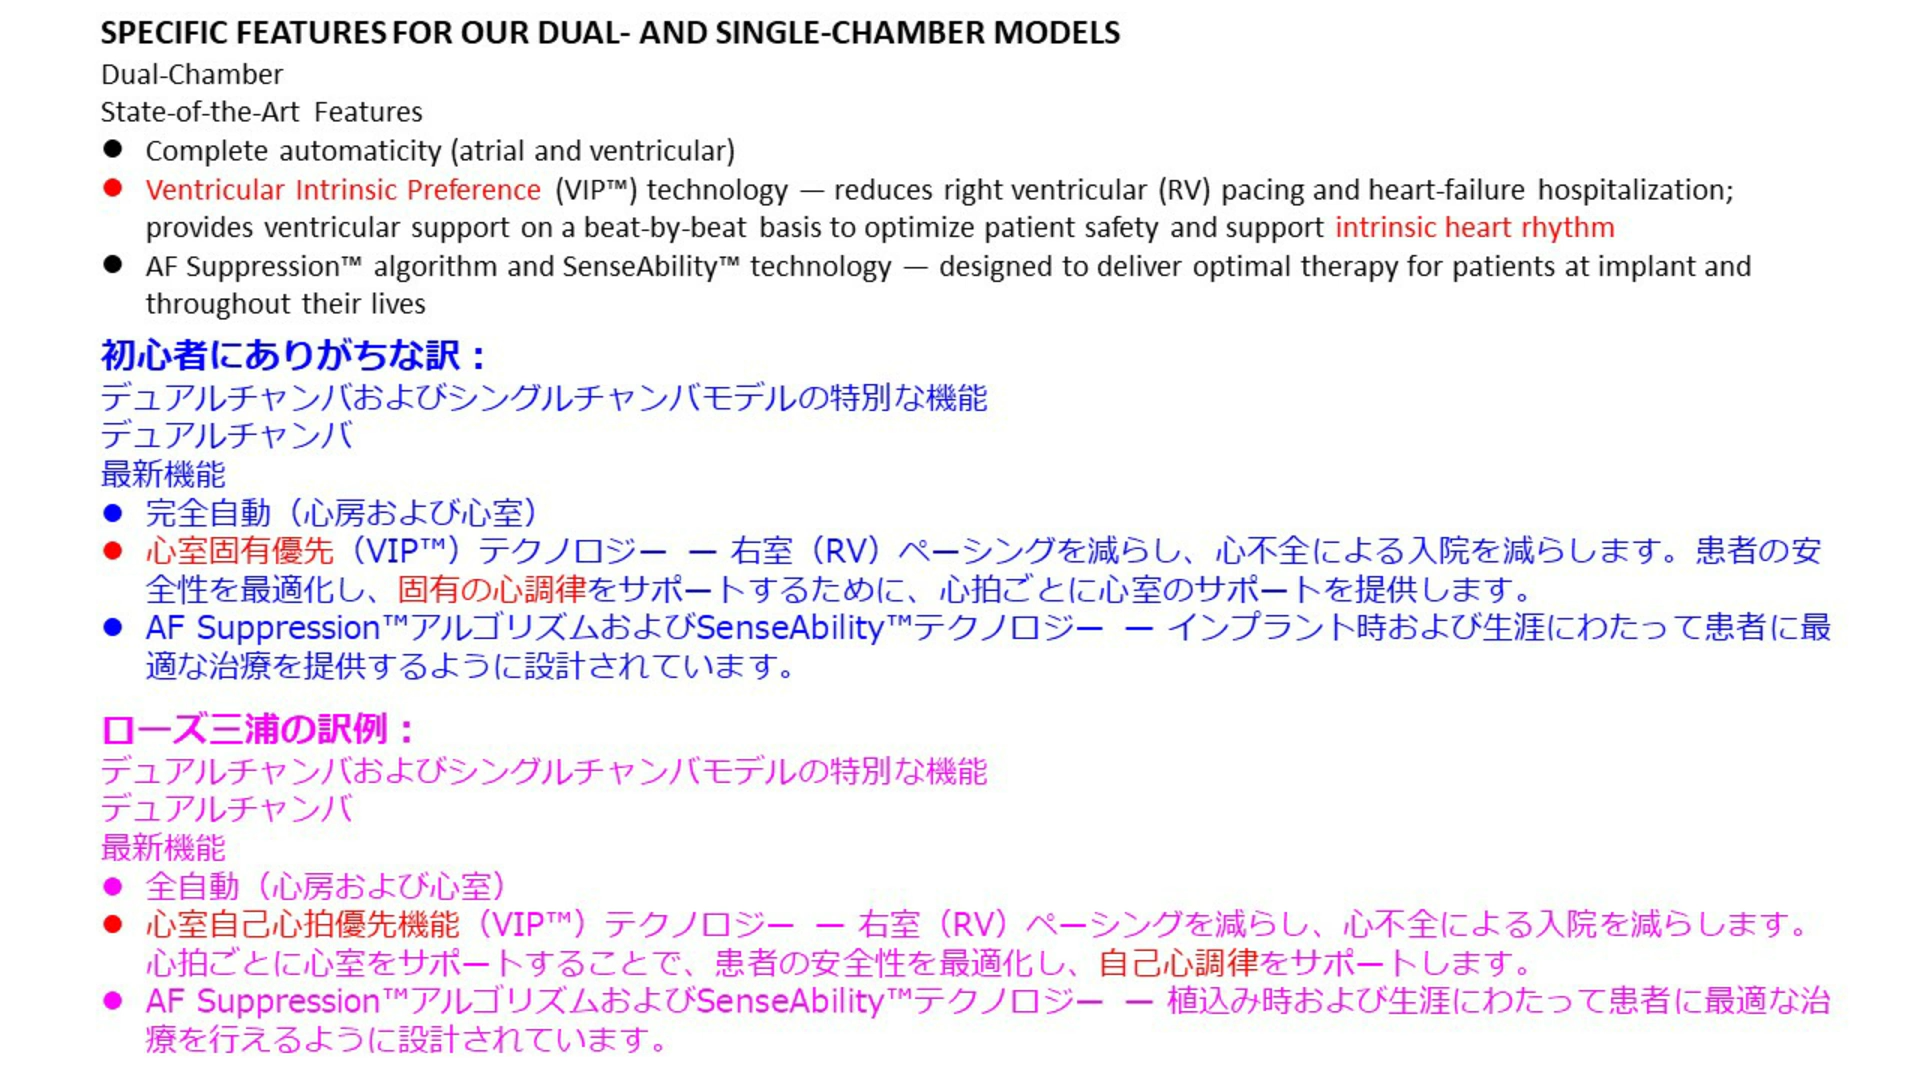 SPECIFIC FEATURES FOR OUR DUAL- AND SINGLE-CHAMBER MODELS
Dual-Chamber
State-of-the-Art Features
● Complete automaticity (atrial and ventricular)
● Ventricular Intrinsic Preference (VIP™) technology — reduces right ventricular (RV) pacing and heart-failure hospitalization;
provides ventricular support on a beat-by-beat basis to optimize patient safety and support intrinsic heart rhythm
● AF Suppression™ algorithm and SenseAbility™ technology — designed to deliver optimal therapy for patients at implant and
throughout their lives
初心者にありがちな訳：
デュアルチャンバおよびシングルチャンバモデルの特別な機能
デュアルチャンバ
最新機能
● 完全自動（心房および心室）
● 心室固有優先（VIP™）テクノロジー — 右室（RV）ペーシングを減らし、心不全による入院を減らします。患者の安
全性を最適化し、固有の心調律をサポートするために、心拍ごとに心室のサポートを提供します。
● AF Suppression™アルゴリズムおよびSenseAbility™テクノロジー — インプラント時および生涯にわたって患者に最
適な治療を提供するように設計されています。
ローズ三浦の訳例：
デュアルチャンバおよびシングルチャンバモデルの特別な機能
デュアルチャンバ
最新機能
● 全自動（心房および心室）
● 心室自己心拍優先機能（VIP™）テクノロジー — 右室（RV）ペーシングを減らし、心不全による入院を減らします。
心拍ごとに心室をサポートすることで、患者の安全性を最適化し、自己心調律をサポートします。
● AF Suppression™アルゴリズムおよびSenseAbility™テクノロジー — 植込み時および生涯にわたって患者に最適な治
療を行えるように設計されています。